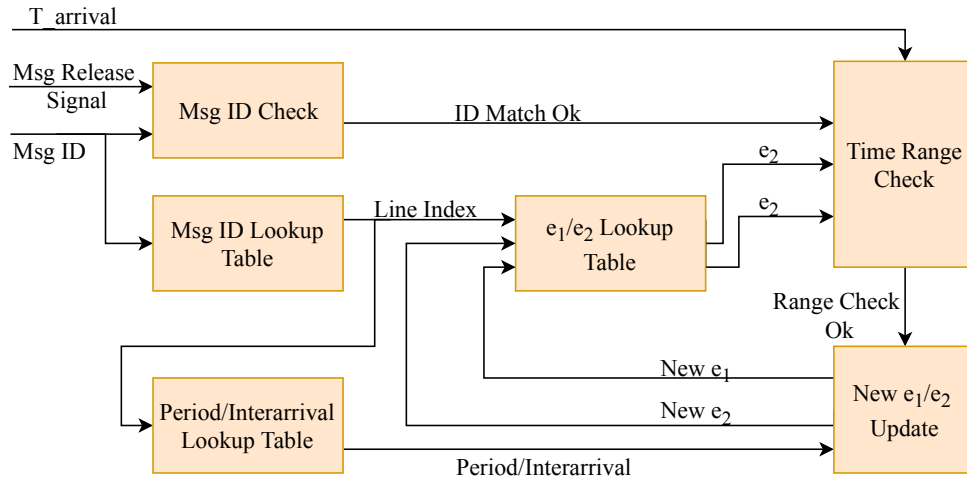 T_arrival
Msg Release
Signal
Msg ID
Msg ID Check
ID Match Ok
Time Range
Check
e₂
e₂
Msg ID Lookup
Table
Line Index
e₁/e₂ Lookup
Table
Range Check
Ok
New e₁
New e₂
New e₁/e₂
Update
Period/Interarrival
Lookup Table
Period/Interarrival